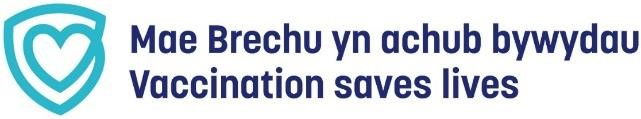 Mae Brechu yn achub bywydau
Vaccination saves lives